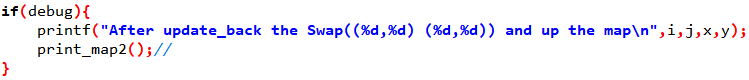 if(debug){
printf("After update_back the Swap((%d,%d) (%d,%d)) and up the map\n",i,j,x,y);
print_map2();//
}